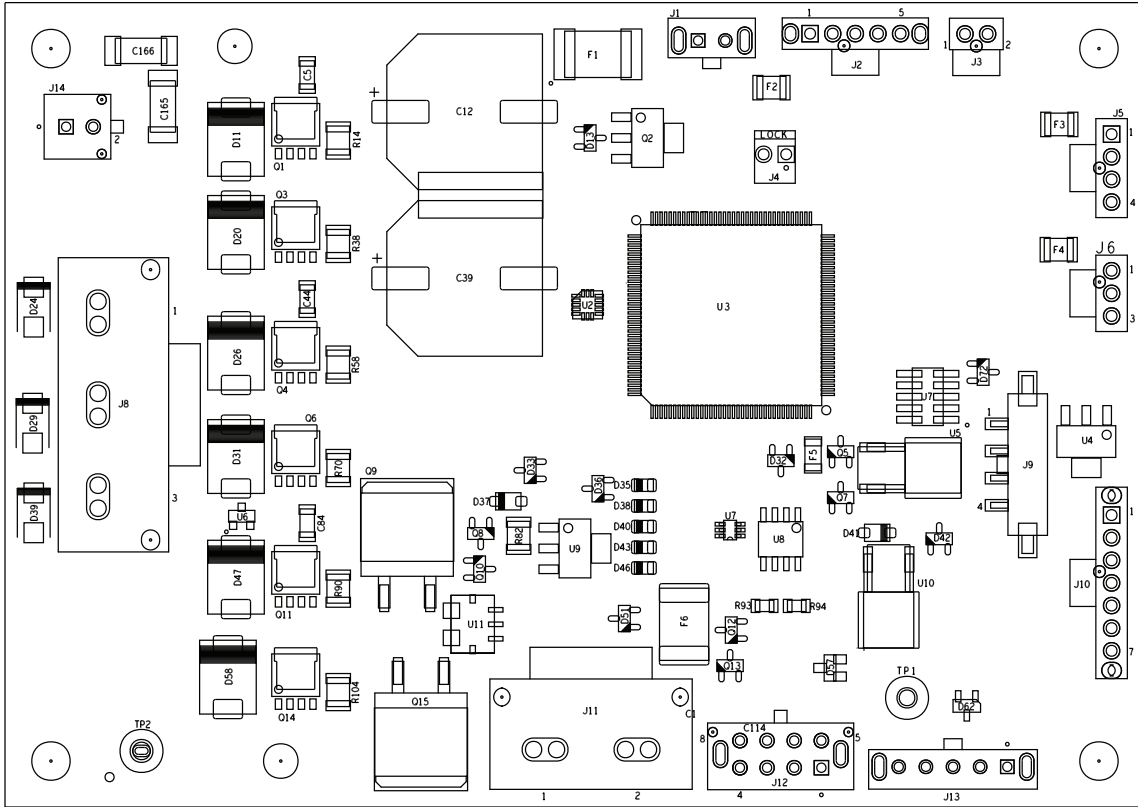 J1
1 5
J2
1 2
J3
C166
F1
C5
F2
J14
2
C165
D11
Q1
R14
+
C12
D13
Q2
LOCK
J4
F3
J5
1
4
Q3
D20
R38
+
C39
U2
U3
F4
J6
1
3
D24
1
C44
D26
Q4
R58
J8
D29
D72
U7
1
J9
4
U4
U5
Q6
D31
R70
3
D39
Q9
D33
D37
D36
D35
D38
D40
D43
D46
D32
F5
Q5
Q7
U6
C84
Q8
R82
U9
U7
U8
D41
D42
1
J10
7
D47
Q11
R90
Q10
U11
U10
R93
R94
D51
F6
Q12
Q13
D57
TP1
D62
D58
Q14
R104
Q15
J11
C1
1 2
C114
8 5
J12
4
J13
TP2